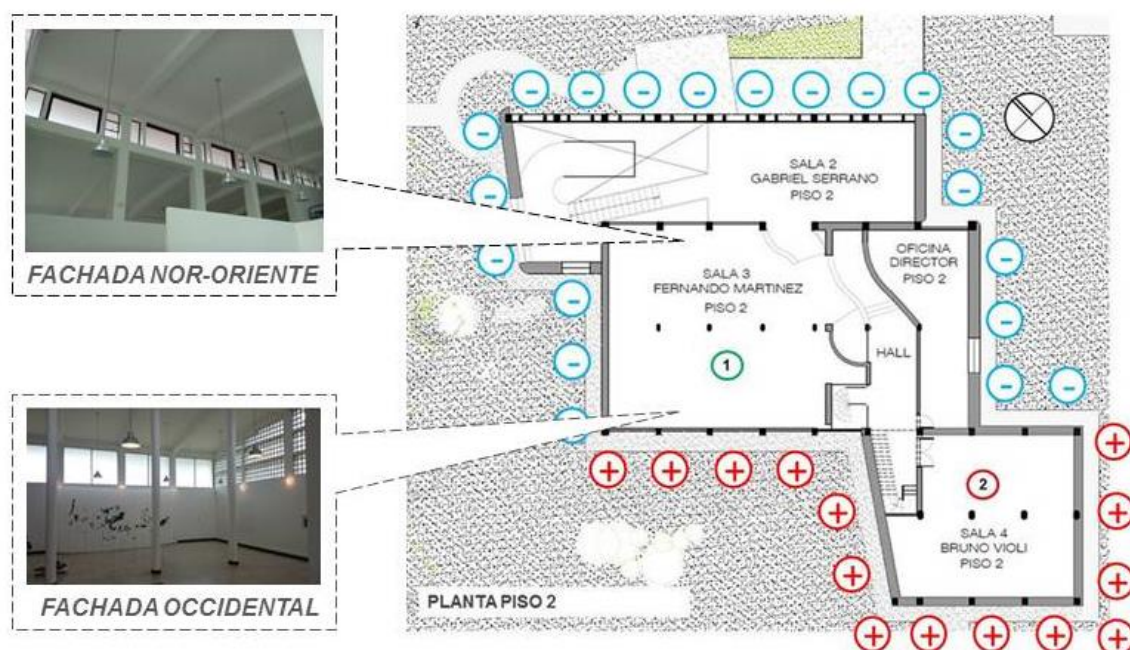 FACHADA NOR-ORIENTE
FACHADA OCCIDENTAL
SALA 2
GABRIEL SERRANO
PISO 2
OFICINA
DIRECTOR
PISO 2
SALA 3
FERNANDO MARTINEZ
PISO 2
HALL
1
2
SALA 4
BRUNO VIOLI
PISO 2
PLANTA PISO 2
- - - - - - - -
- -
- -
- -
- -
-
- -
- -
+ + + +
+ +
+ +
+ +
+ + + + +